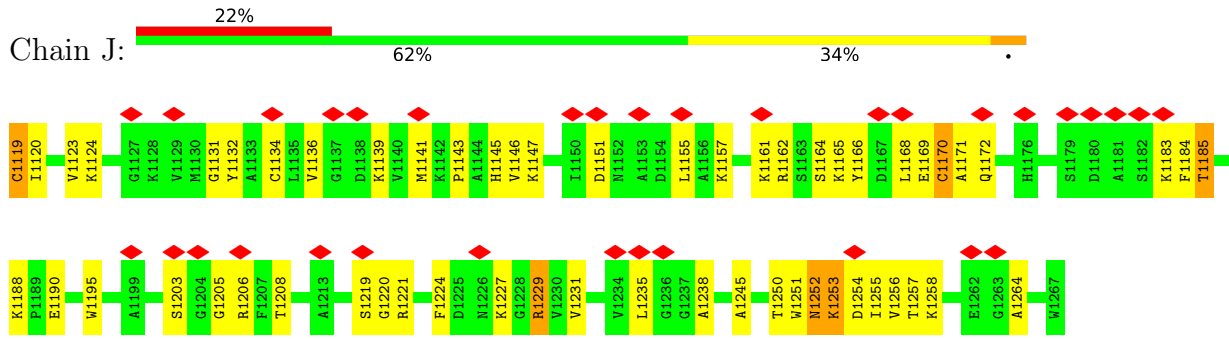 22%
Chain J:
62% 34% •
C1119 I1120 V1123 K1124 G1127 K1128 V1129 M1130 G1131 Y1132 A1133 C1134 L1135 V1136 G1137 D1138 K1139 V1140 M1141 K1142 P1143 A1144 H1145 V1146 K1147 I1150 D1151 N1152 A1153 D1154 L1155 A1156 K1157 K1161 R1162 S1163 S1164 K1165 Y1166 D1167 L1168 E1169 C1170 A1171 Q1172 H1176 S1179 D1180 A1181 S1182 K1183 F1184 T1185
K1188 P1189 E1190 W1195 A1199 S1203 G1204 G1205 R1206 F1207 T1208 A1213 S1219 G1220 R1221 F1224 D1225 N1226 K1227 G1228 R1229 V1230 V1231 V1234 L1235 G1236 G1237 A1238 A1245 T1250 W1251 N1252 K1253 D1254 I1255 V1256 T1257 K1258 E1262 G1263 A1264 W1267